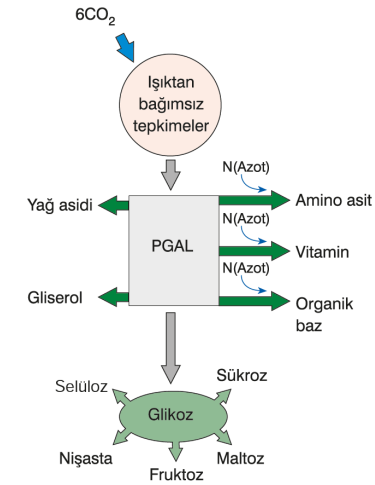 6CO₂
Işıktan
bağımsız
tepkimeler
N(Azot)
Yağ asidi
Amino asit
N(Azot)
PGAL
Vitamin
N(Azot)
Gliserol
Organik
baz
Selüloz
Sükroz
Glikoz
Nişasta
Maltoz
Fruktoz